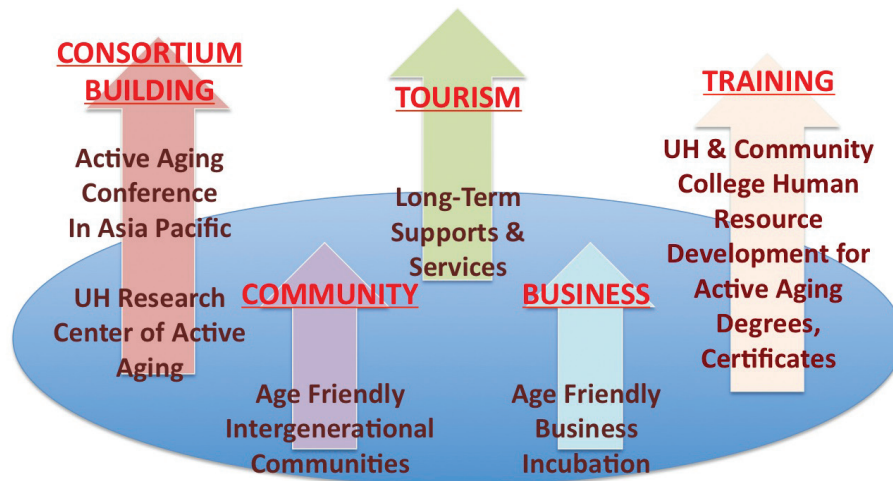 CONSORTIUM
BUILDING
Active Aging
Conference
In Asia Pacific
UH Research
Center of Active
Aging
COMMUNITY
Age Friendly
Intergenerational
Communities
TOURISM
Long-Term
Supports &
Services
BUSINESS
Age Friendly
Business
Incubation
TRAINING
UH & Community
College Human
Resource
Development for
Active Aging
Degrees,
Certificates